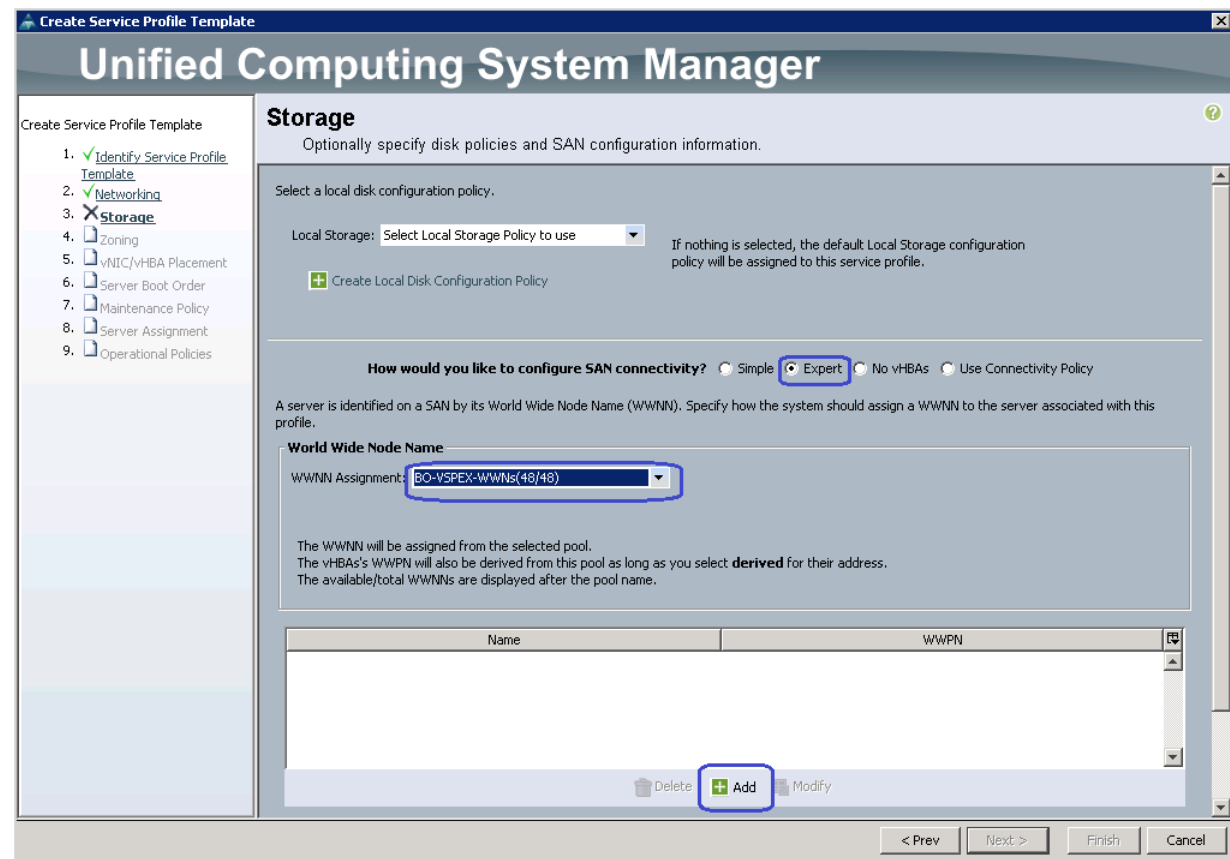 Create Service Profile Template
Unified Computing System Manager
Create Service Profile Template
1. Identify Service Profile
Template
2. Networking
3. Storage
4. Zoning
5. vNIC/vHBA Placement
6. Server Boot Order
7. Maintenance Policy
8. Server Assignment
9. Operational Policies
Storage
Optionally specify disk policies and SAN configuration information.
Select a local disk configuration policy.
Local Storage: Select Local Storage Policy to use
If nothing is selected, the default Local Storage configuration
policy will be assigned to this service profile.
Create Local Disk Configuration Policy
How would you like to configure SAN connectivity? Simple Expert No vHBAs Use Connectivity Policy
A server is identified on a SAN by its World Wide Node Name (WWNN). Specify how the system should assign a WWNN to the server associated with this
profile.
World Wide Node Name
WWNN Assignment: BO-VSPEX-WWNs(48/48)
The WWNN will be assigned from the selected pool.
The vHBAs's WWPN will also be derived from this pool as long as you select derived for their address.
The available/total WWNNs are displayed after the pool name.
Name WWPN
Delete Add Modify
< Prev Next > Finish Cancel